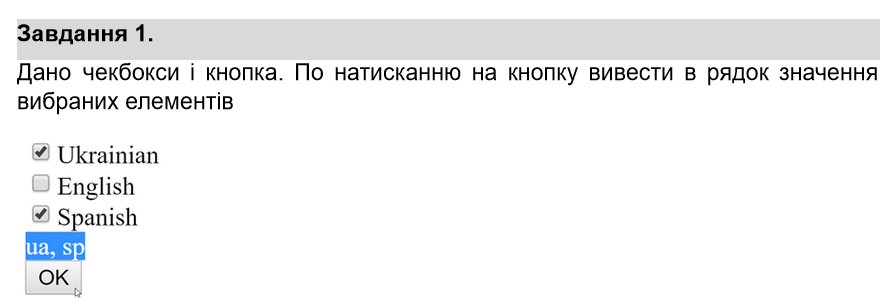 Завдання 1.
Дано чекбокси і кнопка. По натисканню на кнопку вивести в рядок значення
вибраних елементів
Ukrainian
English
Spanish
ua, sp
OK